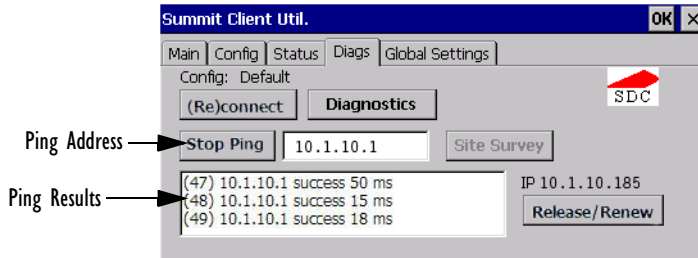 Summit Client Util. OK ×
Main Config Status Diags Global Settings
Config: Default
SDC
(Re)connect Diagnostics
Ping Address Stop Ping 10.1.10.1 Site Survey
Ping Results
(47) 10.1.10.1 success 50 ms
(48) 10.1.10.1 success 15 ms
(49) 10.1.10.1 success 18 ms
IP 10.1.10.185
Release/Renew